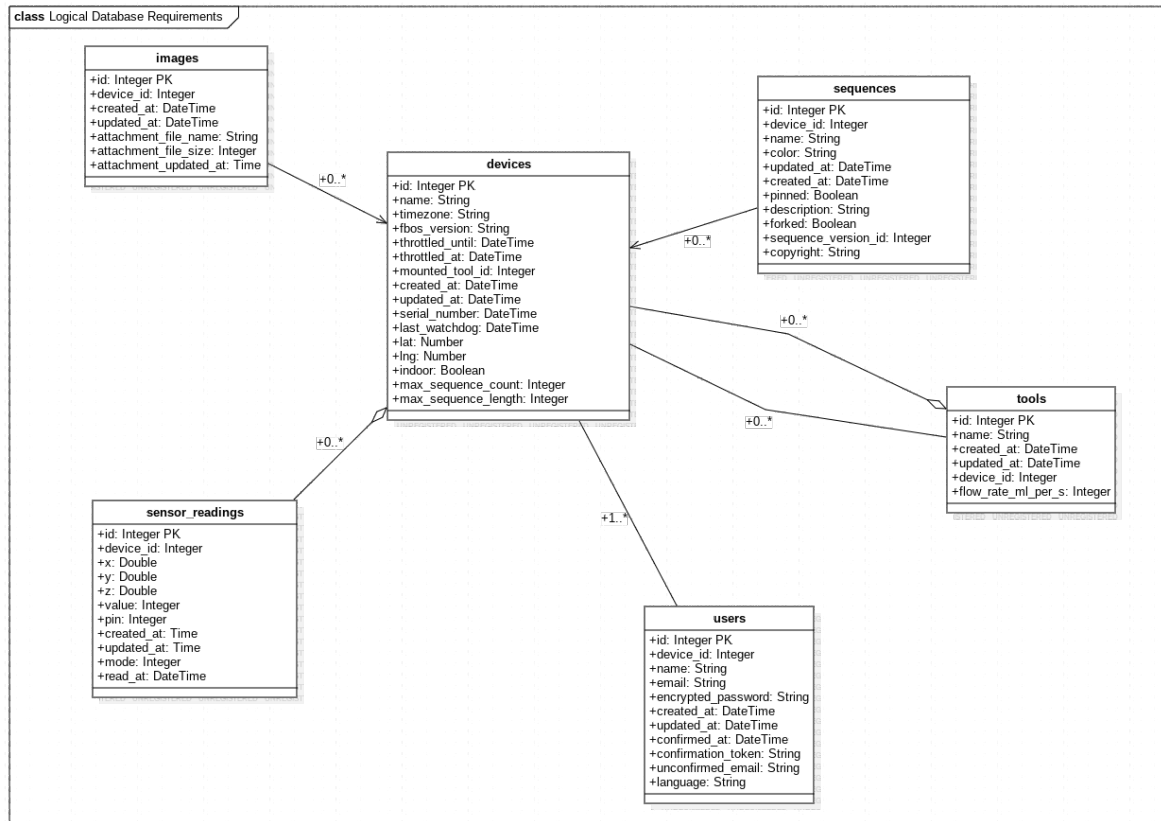 class Logical Database Requirements
images
+id: Integer PK
+device_id: Integer
+created_at: DateTime
+updated_at: DateTime
+attachment_file_name: String
+attachment_file_size: Integer
+attachment_updated_at: Time
+0..*
sequences
+id: Integer PK
+device_id: Integer
+name: String
+color: String
+updated_at: DateTime
+created_at: DateTime
+pinned: Boolean
+description: String
+forked: Boolean
+sequence_version_id: Integer
+copyright: String
+0..*
devices
+id: Integer PK
+name: String
+timezone: String
+fbos_version: String
+throttled_until: DateTime
+throttled_at: DateTime
+mounted_tool_id: Integer
+created_at: DateTime
+updated_at: DateTime
+serial_number: DateTime
+last_watchdog: DateTime
+lat: Number
+lng: Number
+indoor: Boolean
+max_sequence_count: Integer
+max_sequence_length: Integer
+0..*
+0..*
tools
+id: Integer PK
+name: String
+created_at: DateTime
+updated_at: DateTime
+device_id: Integer
+flow_rate_ml_per_s: Integer
+0..*
sensor_readings
+id: Integer PK
+device_id: Integer
+x: Double
+y: Double
+z: Double
+value: Integer
+pin: Integer
+created_at: Time
+updated_at: Time
+mode: Integer
+read_at: DateTime
+1..*
users
+id: Integer PK
+device_id: Integer
+name: String
+email: String
+encrypted_password: String
+created_at: DateTime
+updated_at: DateTime
+confirmed_at: DateTime
+confirmation_token: String
+unconfirmed_email: String
+language: String